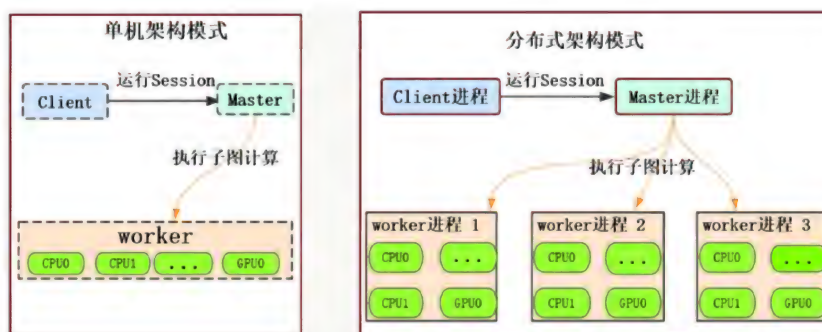 单机架构模式
运行Session
Client
Master
执行子图计算
worker
CPU0 CPU1 ... GPU0
分布式架构模式
运行Session
Client进程
Master进程
执行子图计算
worker进程 1
CPU0 ...
CPU1 GPU0
worker进程 2
CPU0 ...
CPU1 GPU0
worker进程 3
CPU0 ...
CPU1 GPU0